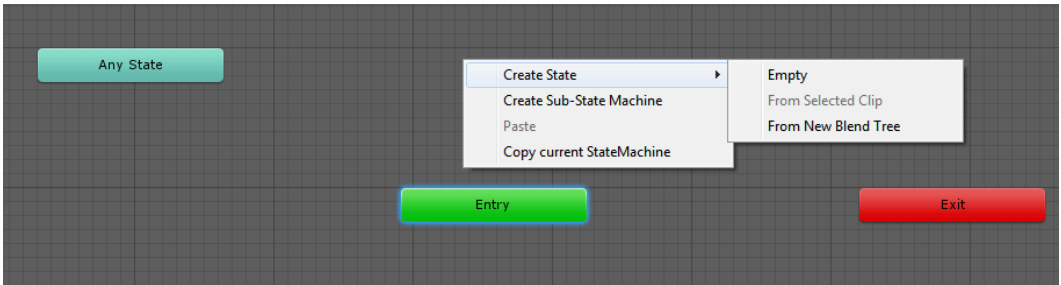 Any State
Create State
Create Sub-State Machine
Paste
Copy current StateMachine
Empty
From Selected Clip
From New Blend Tree
Entry
Exit